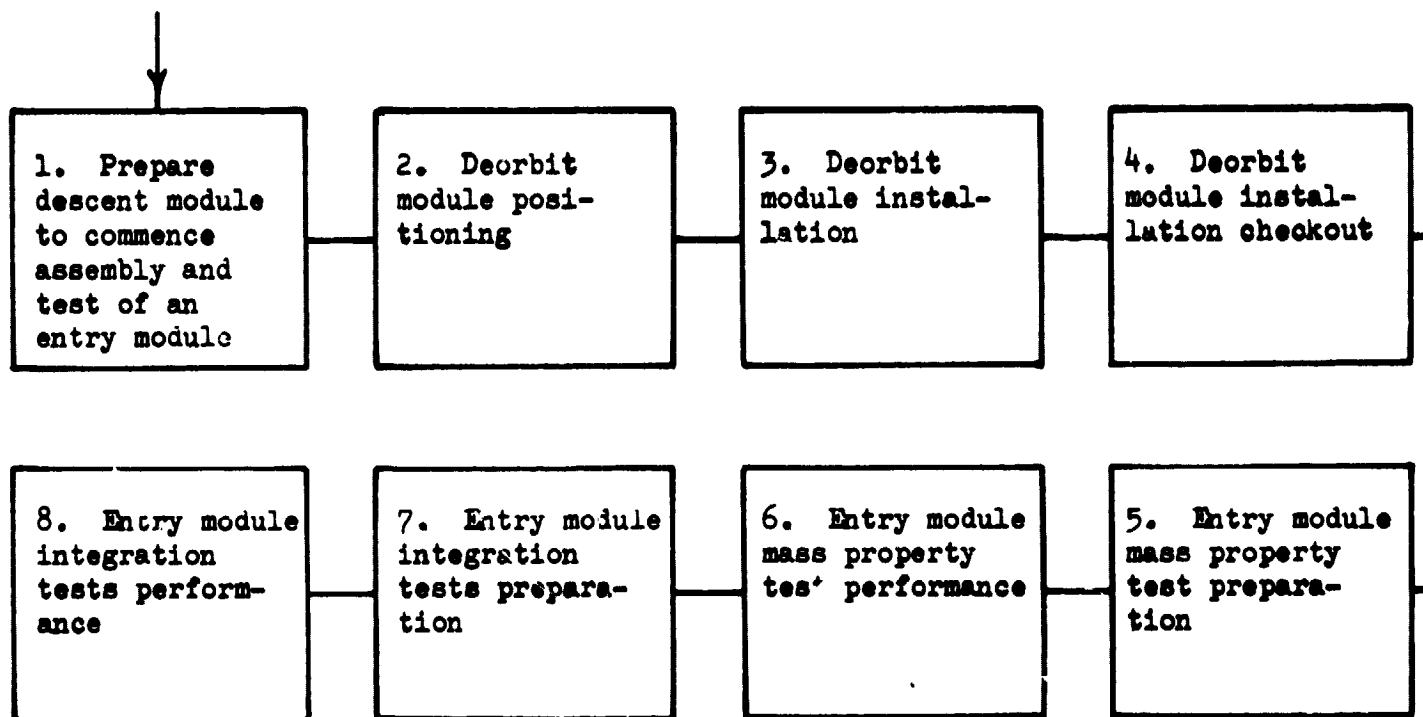 1. Prepare
descent module
to commence
assembly and
test of an
entry module
2. Deorbit
module posi-
tioning
3. Deorbit
module instal-
lation
4. Deorbit
module instal-
lation checkout
8. Entry module
integration
tests perform-
ance
7. Entry module
integration
tests prepara-
tion
6. Entry module
mass property
test performance
5. Entry module
mass property
test prepara-
tion